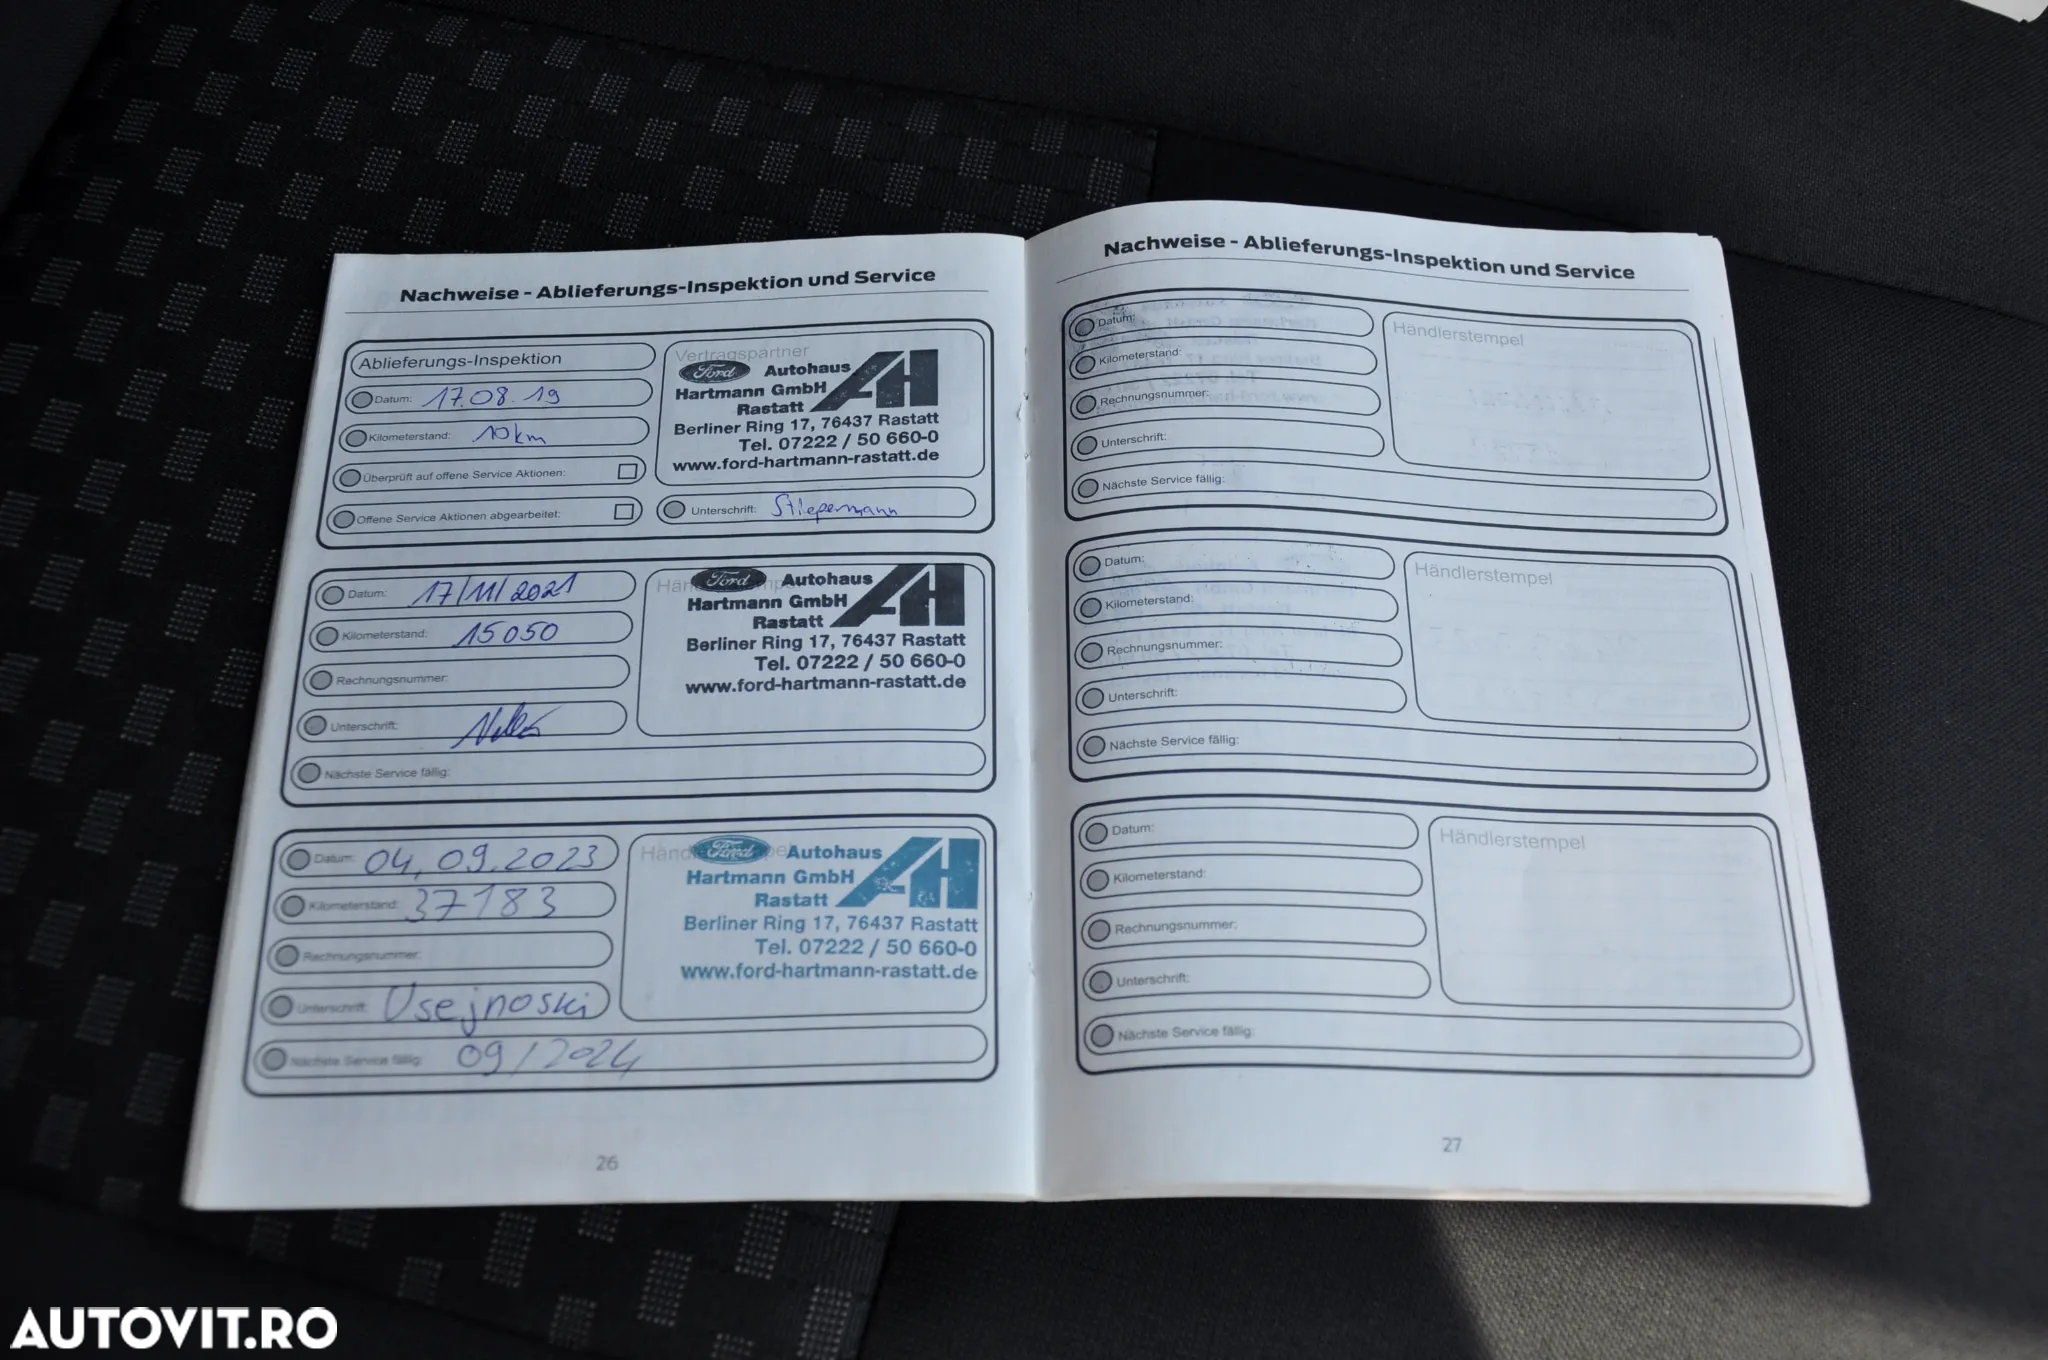 Nachweise - Ablieferungs-Inspektion und Service
Ablieferungs-Inspektion
Datum: 17.08.19
Kilometerstand: 10km
Überprüft auf offene Service Aktionen:
Offene Service Aktionen abgearbeitet:
Vertragspartner
Ford Autohaus
Hartmann GmbH
Rastatt
Berliner Ring 17, 76437 Rastatt
Tel. 07222 / 50 660-0
www.ford-hartmann-rastatt.de
Unterschrift: Stiepermann
Datum: 17/11/2021
Kilometerstand: 15050
Rechnungsnummer:
Unterschrift:
Nächste Service fällig:
Ford Autohaus
Hartmann GmbH
Rastatt
Berliner Ring 17, 76437 Rastatt
Tel. 07222 / 50 660-0
www.ford-hartmann-rastatt.de
Datum: 04.09.2023
Kilometerstand: 37183
Rechnungsnummer:
Unterschrift: Usejnoski
Nächste Service fällig: 09/2024
Ford Autohaus
Hartmann GmbH
Rastatt
Berliner Ring 17, 76437 Rastatt
Tel. 07222 / 50 660-0
www.ford-hartmann-rastatt.de
26
Nachweise - Ablieferungs-Inspektion und Service
Datum:
Kilometerstand:
Rechnungsnummer:
Unterschrift:
Nächste Service fällig:
Händlerstempel
Datum:
Kilometerstand:
Rechnungsnummer:
Unterschrift:
Nächste Service fällig:
Händlerstempel
Datum:
Kilometerstand:
Rechnungsnummer:
Unterschrift:
Nächste Service fällig:
Händlerstempel
27
AUTOVIT.RO